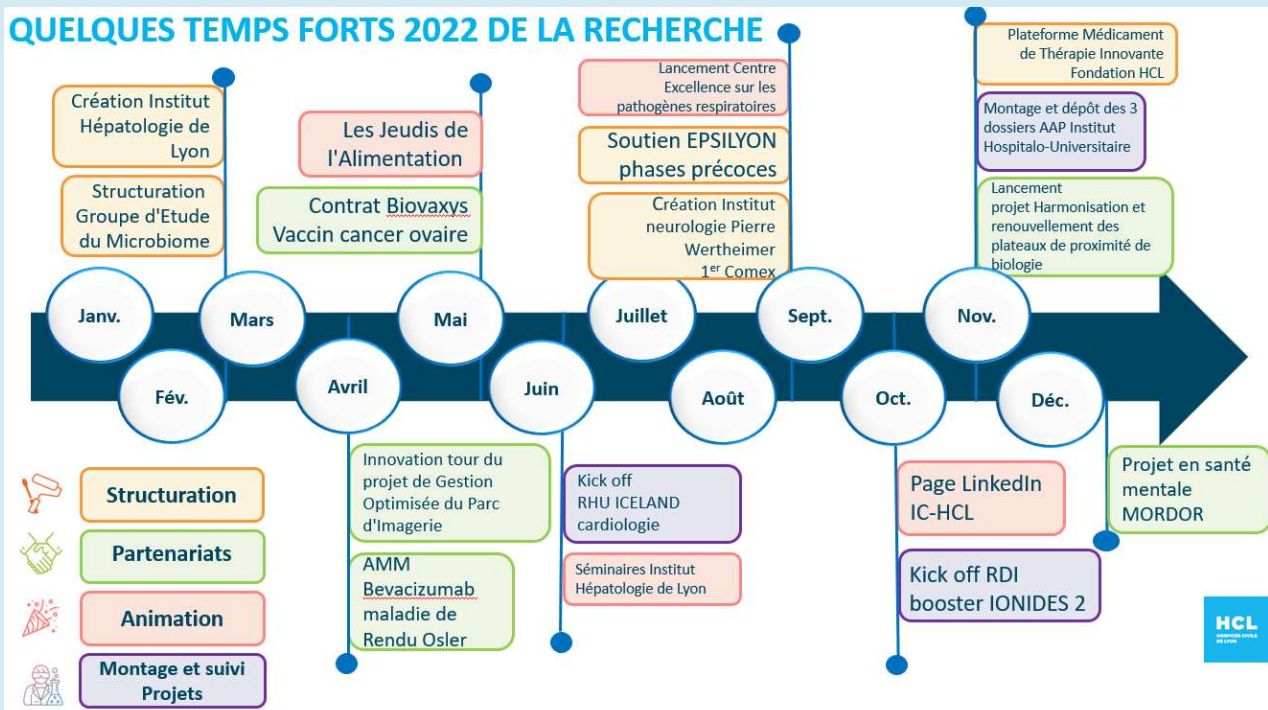 QUELQUES TEMPS FORTS 2022 DE LA RECHERCHE
Création Institut
Hépatologie de
Lyon
Structuration
Groupe d'Etude
du Microbiome
Les Jeudis de
l'Alimentation
Contrat Biovaxys
Vaccin cancer ovaire
Lancement Centre
Excellence sur les
pathogènes respiratoires
Soutien EPSILYON
phases précoces
Création Institut
neurologie Pierre
Wertheimer
1er Comex
Plateforme Médicament
de Thérapie Innovante
Fondation HCL
Montage et dépôt des 3
dossiers AAP Institut
Hospitalo-Universitaire
Lancement
projet Harmonisation et
renouvellement des
plateaux de proximité de
biologie
Janv.
Fév.
Mars
Avril
Mai
Juin
Juillet
Août
Sept.
Oct.
Nov.
Déc.
Structuration
Partenariats
Animation
Montage et suivi
Projets
Innovation tour du
projet de Gestion
Optimisée du Parc
d'Imagerie
AMM
Bevacizumab
maladie de
Rendu Osler
Kick off
RHU ICELAND
cardiologie
Séminaires Institut
Hépatologie de Lyon
Page LinkedIn
IC-HCL
Kick off RDI
booster IONIDES 2
Projet en santé
mentale
MORDOR
HCL
HOSPICES CIVILS
DE LYON